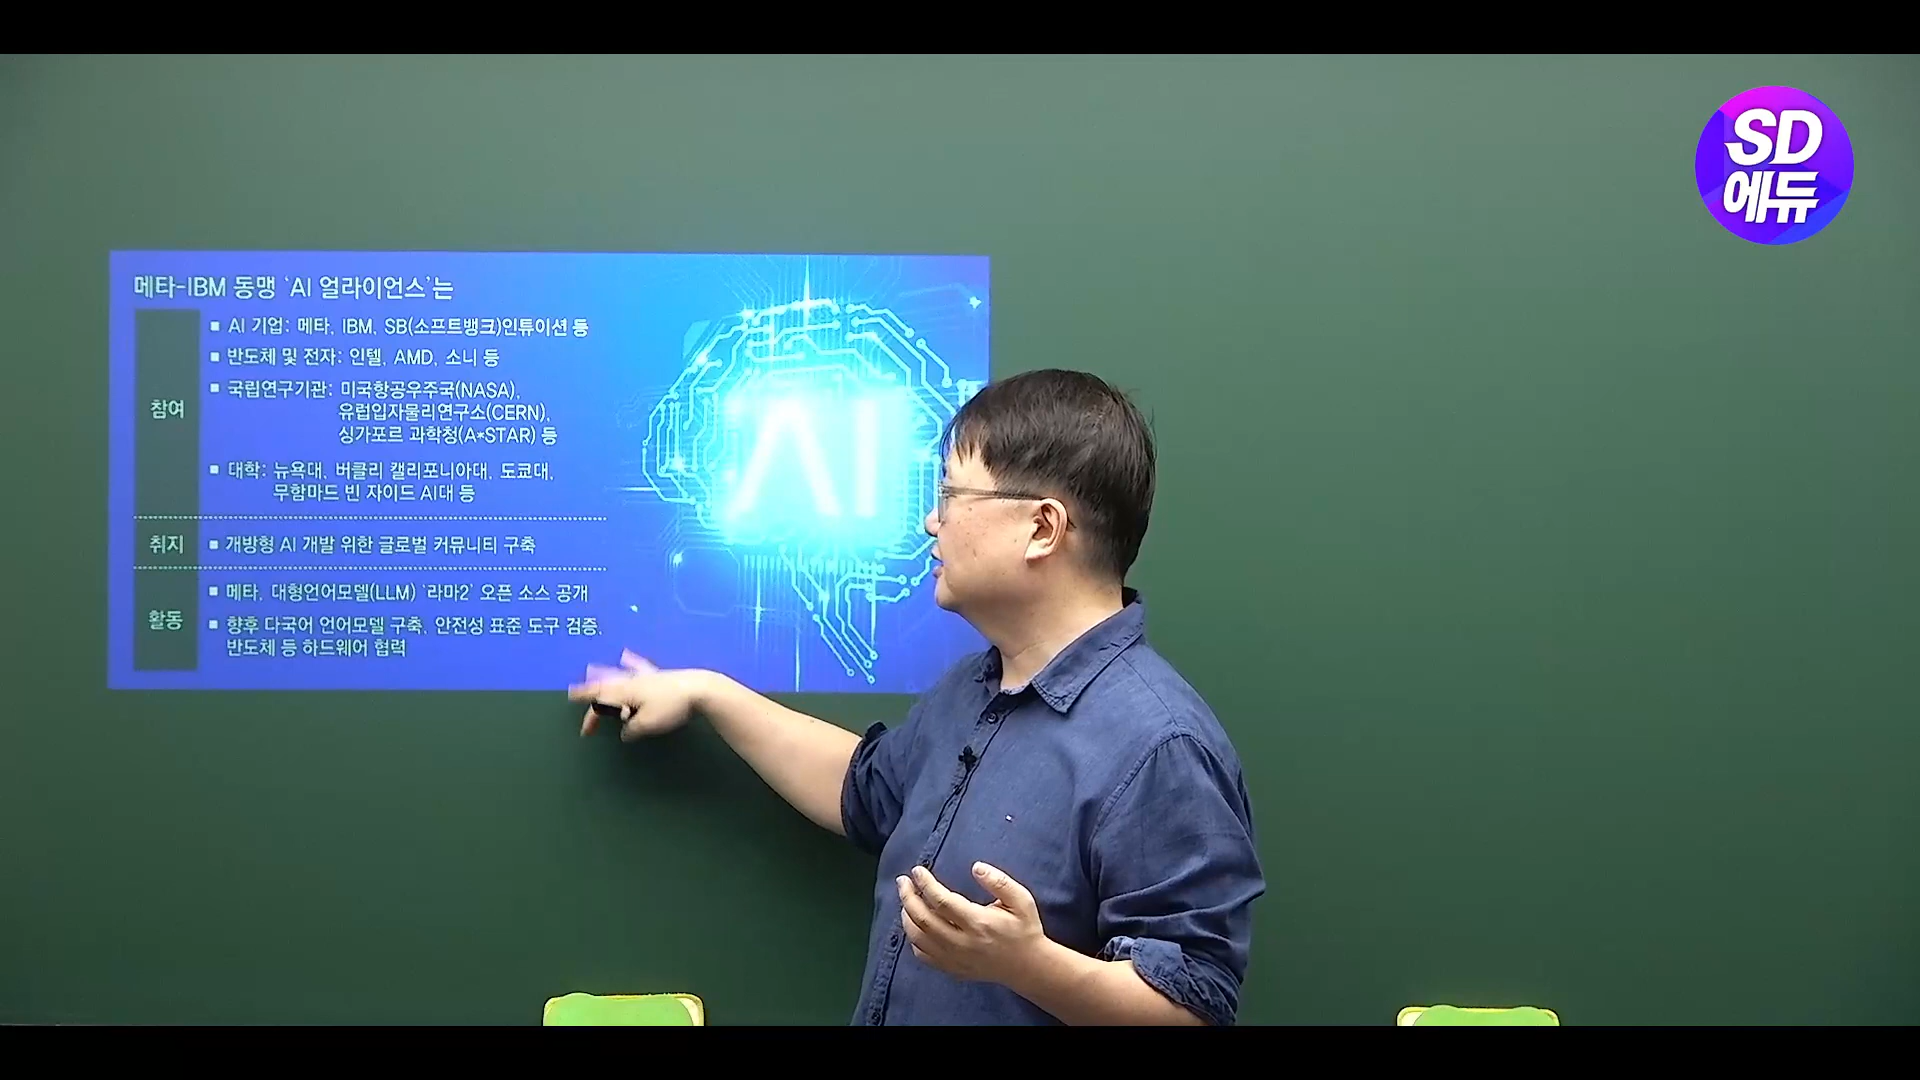 SD
에듀
메타-IBM 동맹 ‘AI 얼라이언스’는
참여
■ AI 기업: 메타, IBM, SB(소프트뱅크)인튜이션 등
■ 반도체 및 전자: 인텔, AMD, 소니 등
■ 국립연구기관: 미국항공우주국(NASA),
유럽입자물리연구소(CERN),
싱가포르 과학청(A*STAR) 등
■ 대학: 뉴욕대, 버클리 캘리포니아대, 도쿄대,
무함마드 빈 자이드 AI대 등
취지
■ 개방형 AI 개발 위한 글로벌 커뮤니티 구축
활동
■ 메타, 대형언어모델(LLM) ‘라마2’ 오픈 소스 공개
■ 향후 다국어 언어모델 구축, 안전성 표준 도구 검증,
반도체 등 하드웨어 협력
AI